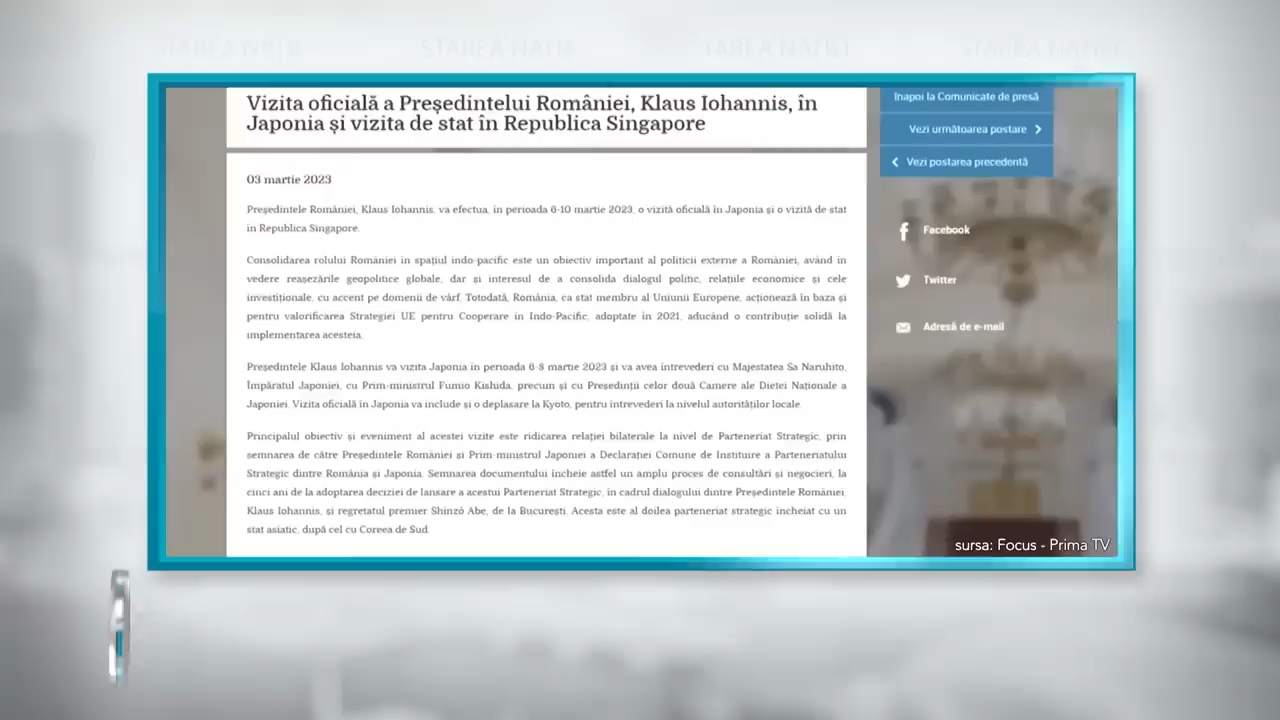 STAREA NAȚIEI
Vizita oficială a Președintelui României, Klaus Iohannis, în
Japonia și vizita de stat în Republica Singapore
03 martie 2023
Președintele României, Klaus Iohannis, va efectua, în perioada 6-10 martie 2023, o vizită oficială în Japonia și o vizită de stat
în Republica Singapore.
Consolidarea rolului României în spațiul indo-pacific este un obiectiv important al politicii externe a României, având în
vedere reașezările geopolitice globale, dar și interesul de a consolida dialogul politic, relațiile economice și cele
investiționale, cu accent pe domenii de vârf. Totodată, România, ca stat membru al Uniunii Europene, acționează în baza și
pentru valorificarea Strategiei UE pentru Cooperare în Indo-Pacific, adoptate în 2021, aducând o contribuție solidă la
implementarea acesteia.
Președintele Klaus Iohannis va vizita Japonia în perioada 6-8 martie 2023 și va avea întrevederi cu Majestatea Sa Naruhito,
Împăratul Japoniei, cu Prim-ministrul Fumio Kishida, precum și cu Președinții celor două Camere ale Dietei Naționale a
Japoniei. Vizita oficială în Japonia va include și o deplasare la Kyoto, pentru întrevederi la nivelul autorităților locale.
Principalul obiectiv și eveniment al acestei vizite este ridicarea relației bilaterale la nivel de Parteneriat Strategic, prin
semnarea de către Președintele României și Prim-ministrul Japoniei a Declarației Comune de Instituire a Parteneriatului
Strategic dintre România și Japonia. Semnarea documentului încheie astfel un amplu proces de consultări și negocieri, la
cinci ani de la adoptarea deciziei de lansare a acestui Parteneriat Strategic, în cadrul dialogului dintre Președintele României,
Klaus Iohannis, și regretatul premier Shinzō Abe, de la București. Acesta este al doilea parteneriat strategic încheiat cu un
stat asiatic, după cel cu Coreea de Sud.
Înapoi la Comunicate de presă
Vezi următoarea postare
Vezi postarea precedentă
Facebook
Twitter
Adresă de e-mail
sursa: Focus - Prima TV